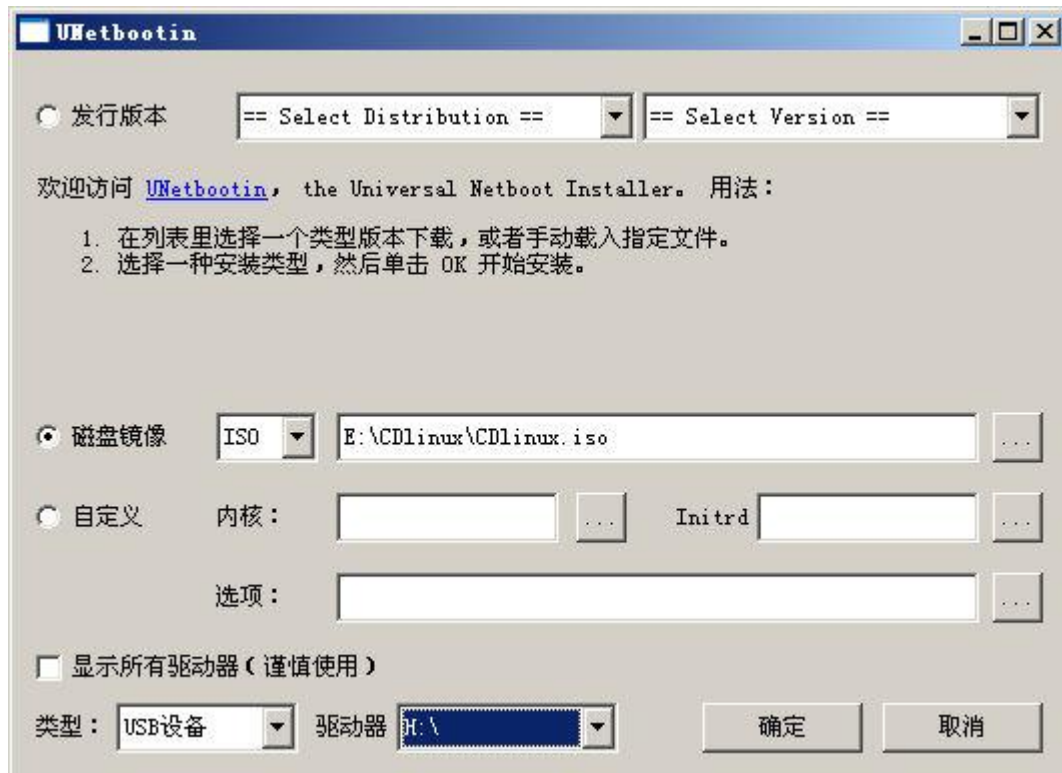 UNetbootin
发行版本 == Select Distribution == == Select Version ==
欢迎访问 UNetbootin, the Universal Netboot Installer。 用法：
1. 在列表里选择一个类型版本下载，或者手动载入指定文件。
2. 选择一种安装类型，然后单击 OK 开始安装。
磁盘镜像 ISO E:\CDlinux\CDlinux.iso ...
自定义 内核： ... Initrd ...
选项： ...
显示所有驱动器（谨慎使用）
类型： USB设备 驱动器 H:\ 确定 取消